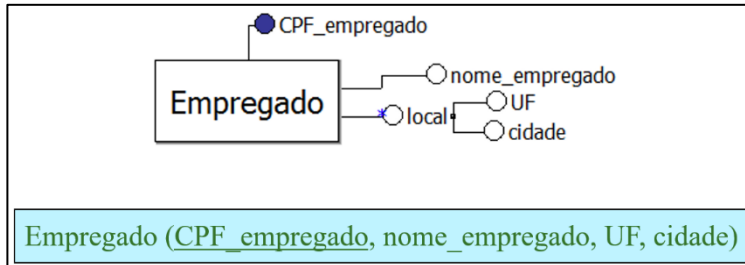 CPF_empregado
Empregado
nome_empregado
local
UF
cidade
Empregado (CPF_empregado, nome_empregado, UF, cidade)